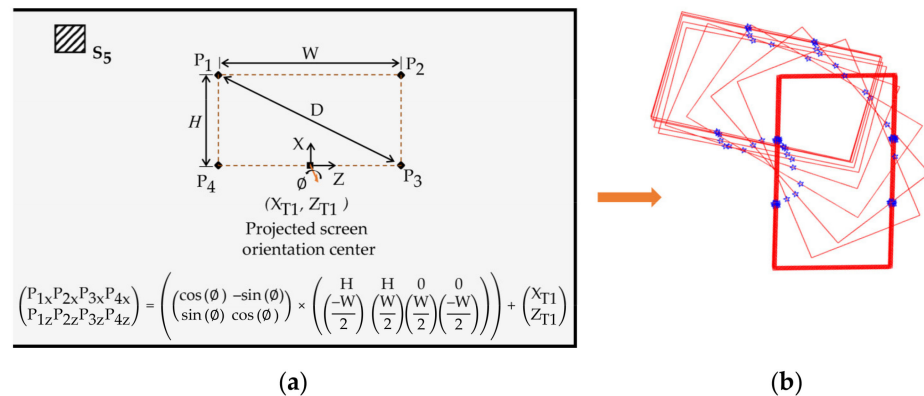 S5
W
P1 P2
H D
X
Z
P4 Ø P3
(XT1, ZT1 )
Projected screen
orientation center
(P1xP2xP3xP4x
P1zP2zP3zP4z) = ((cos(Ø) −sin(Ø)
sin(Ø) cos(Ø)) × ((H
−W/2) (H
W/2) (0
W/2) (0
−W/2))) + (XT1
ZT1)
(a) (b)